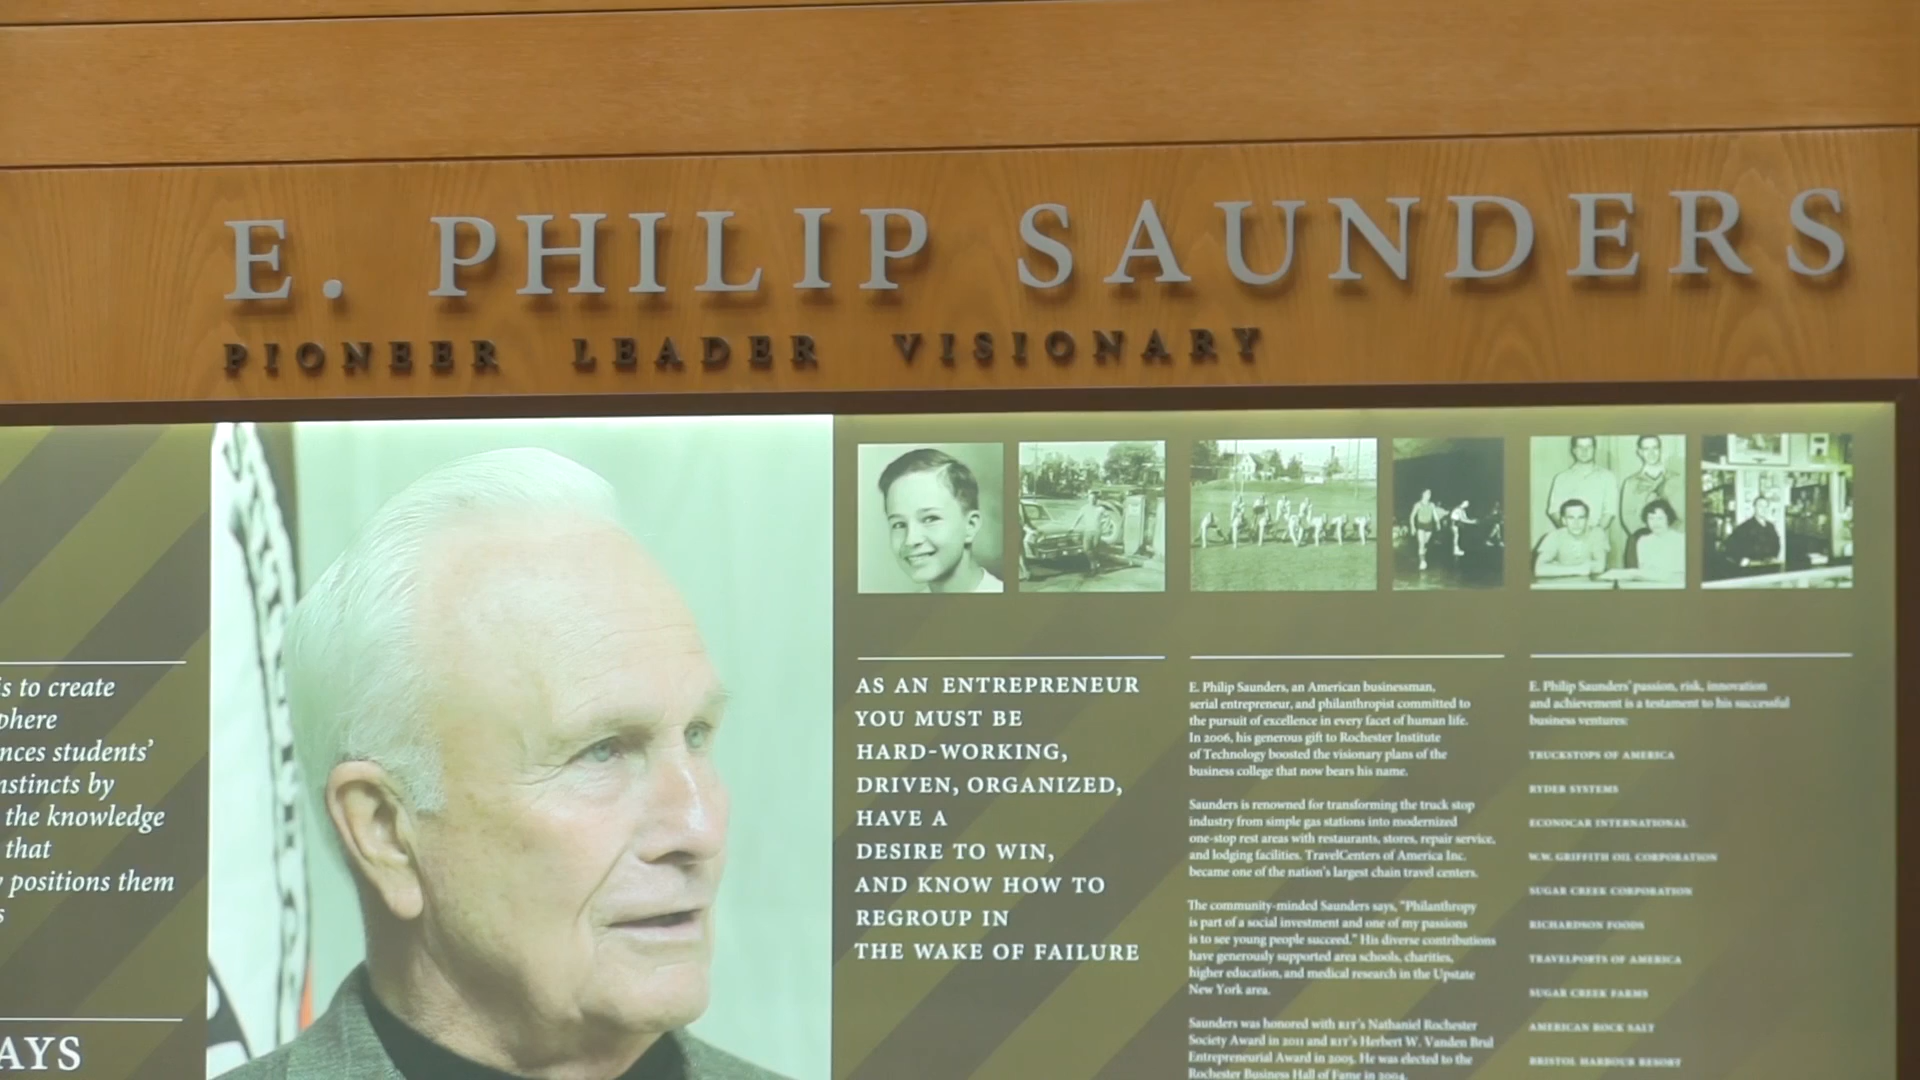 E. PHILIP SAUNDERS
PIONEER LEADER VISIONARY
is to create
phere
nces students'
nstincts by
the knowledge
that
y positions them
s
AYS
AS AN ENTREPRENEUR
YOU MUST BE
HARD-WORKING,
DRIVEN, ORGANIZED,
HAVE A
DESIRE TO WIN,
AND KNOW HOW TO
REGROUP IN
THE WAKE OF FAILURE
E. Philip Saunders, an American businessman,
serial entrepreneur, and philanthropist committed to
the pursuit of excellence in every facet of human life.
In 2006, his generous gift to Rochester Institute
of Technology boosted the visionary plans of the
business college that now bears his name.
Saunders is renowned for transforming the truck stop
industry from simple gas stations into modernized
one-stop rest areas with restaurants, stores, repair service,
and lodging facilities. TravelCenters of America Inc.
became one of the nation's largest chain travel centers.
The community-minded Saunders says, "Philanthropy
is part of a social investment and one of my passions
is to see young people succeed." His diverse contributions
have generously supported area schools, charities,
higher education, and medical research in the Upstate
New York area.
Saunders was honored with RIT's Nathaniel Rochester
Society Award in 2011 and RIT's Herbert W. Vanden Brul
Entrepreneurial Award in 2005. He was elected to the
Rochester Business Hall of Fame in 2004.
E. Philip Saunders' passion, risk, innovation
and achievement is a testament to his successful
business ventures:
TRUCKSTOPS OF AMERICA
RYDER SYSTEMS
ECONOCAR INTERNATIONAL
W.W. GRIFFITH OIL CORPORATION
SUGAR CREEK CORPORATION
RICHARDSON FOODS
TRAVELPORTS OF AMERICA
SUGAR CREEK FARMS
AMERICAN ROCK SALT
BRISTOL HARBOUR RESORT